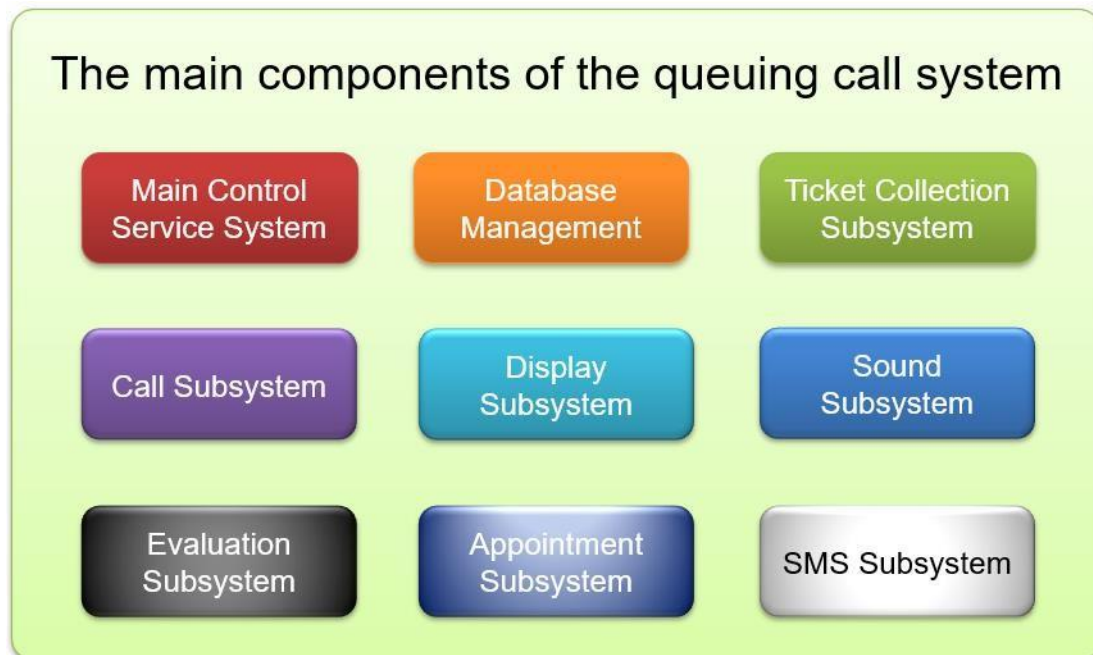 The main components of the queuing call system
Main Control
Service System
Database
Management
Ticket Collection
Subsystem
Call Subsystem
Display
Subsystem
Sound
Subsystem
Evaluation
Subsystem
Appointment
Subsystem
SMS Subsystem